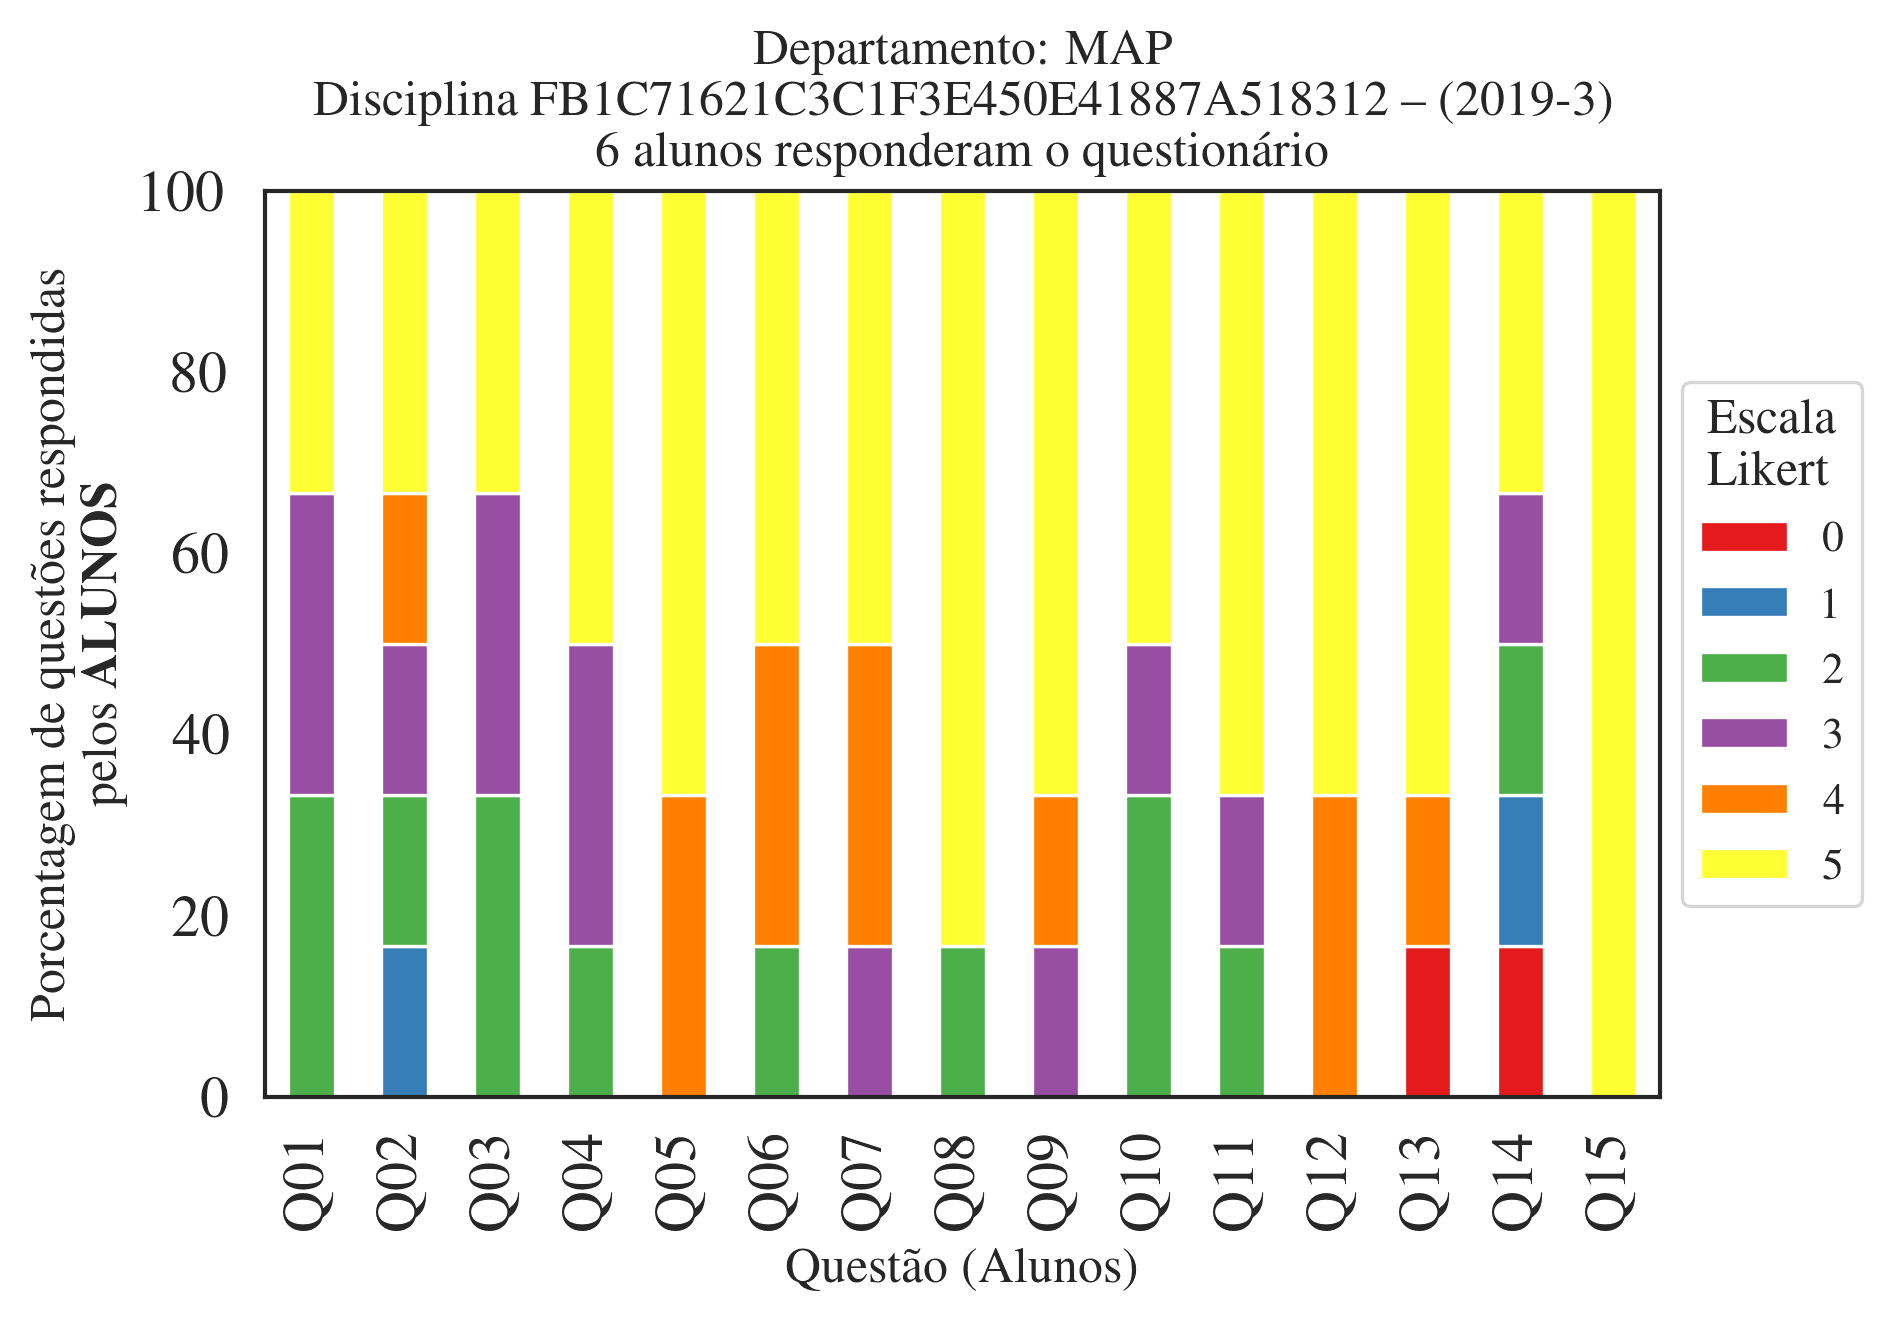 Departamento: MAP
Disciplina FB1C71621C3C1F3E450E41887A518312 – (2019-3)
6 alunos responderam o questionário
Porcentagem de questões respondidas
pelos ALUNOS
100
80
60
40
20
0
Q01
Q02
Q03
Q04
Q05
Q06
Q07
Q08
Q09
Q10
Q11
Q12
Q13
Q14
Q15
Questão (Alunos)
Escala
Likert
0
1
2
3
4
5